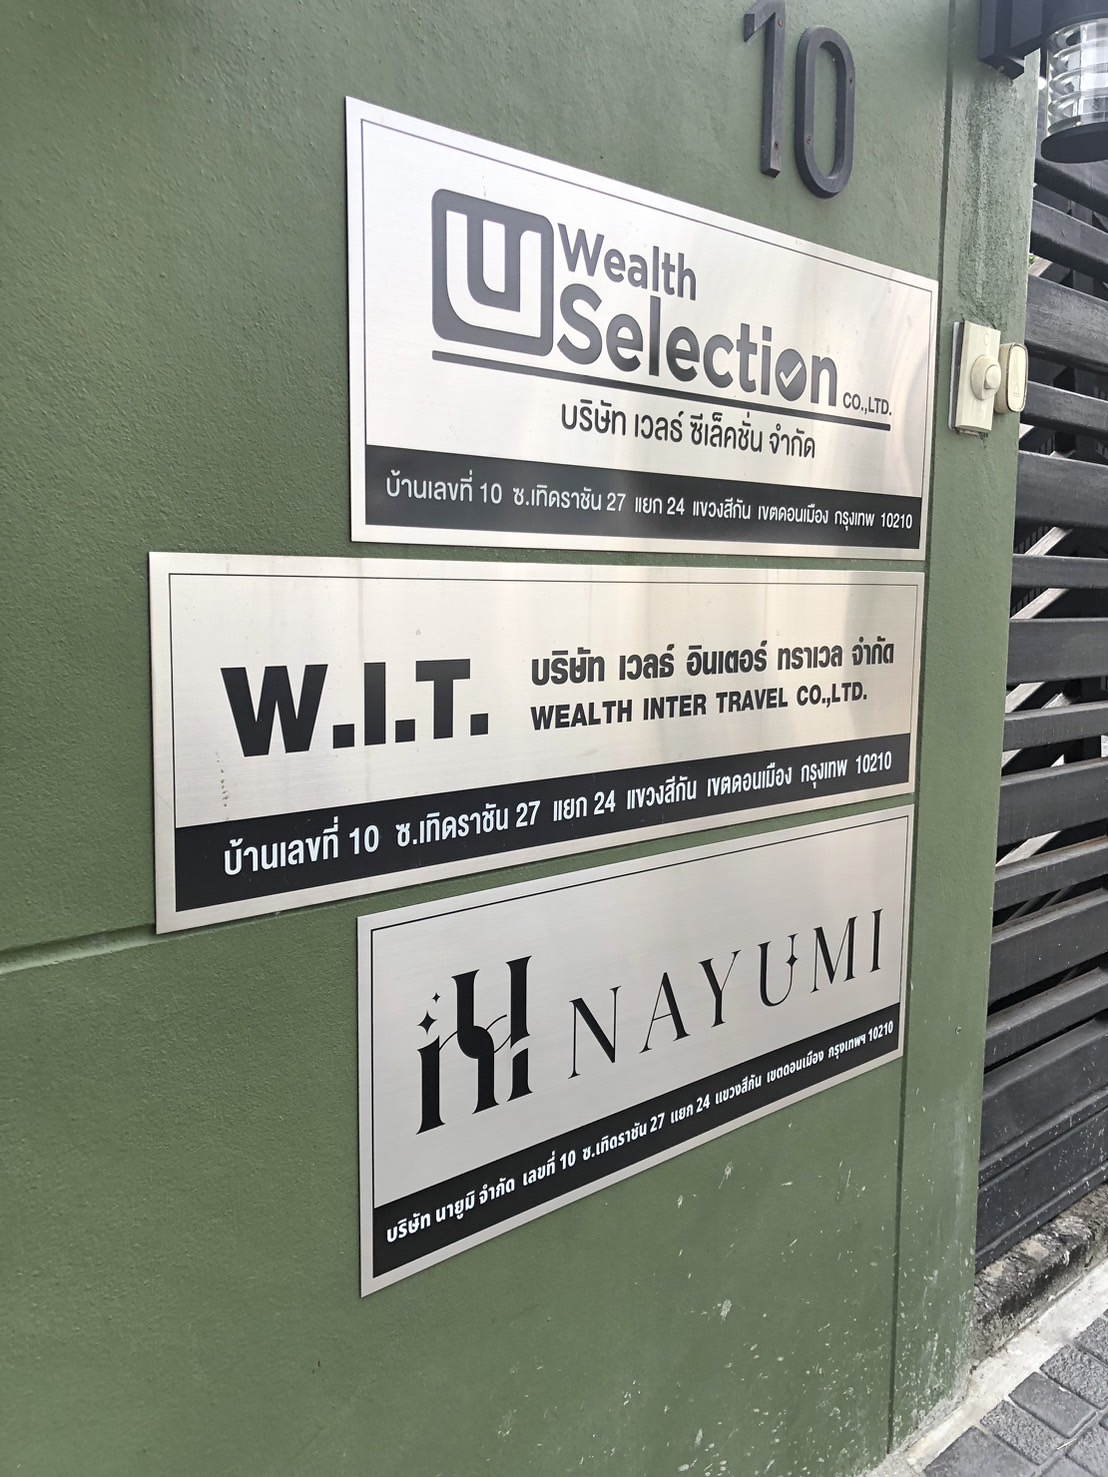 10
Wealth
Selection CO.,LTD.
บริษัท เวลธ์ ซีเล็คชั่น จำกัด
บ้านเลขที่ 10 ซ.เทิดราชัน 27 แยก 24 แขวงสีกัน เขตดอนเมือง กรุงเทพ 10210
W.I.T.
บริษัท เวลธ์ อินเตอร์ ทราเวล จำกัด
WEALTH INTER TRAVEL CO.,LTD.
บ้านเลขที่ 10 ซ.เทิดราชัน 27 แยก 24 แขวงสีกัน เขตดอนเมือง กรุงเทพ 10210
NAYUMI
บริษัท นายูมิ จำกัด เลขที่ 10 ซ.เทิดราชัน 27 แยก 24 แขวงสีกัน เขตดอนเมือง กรุงเทพฯ 10210